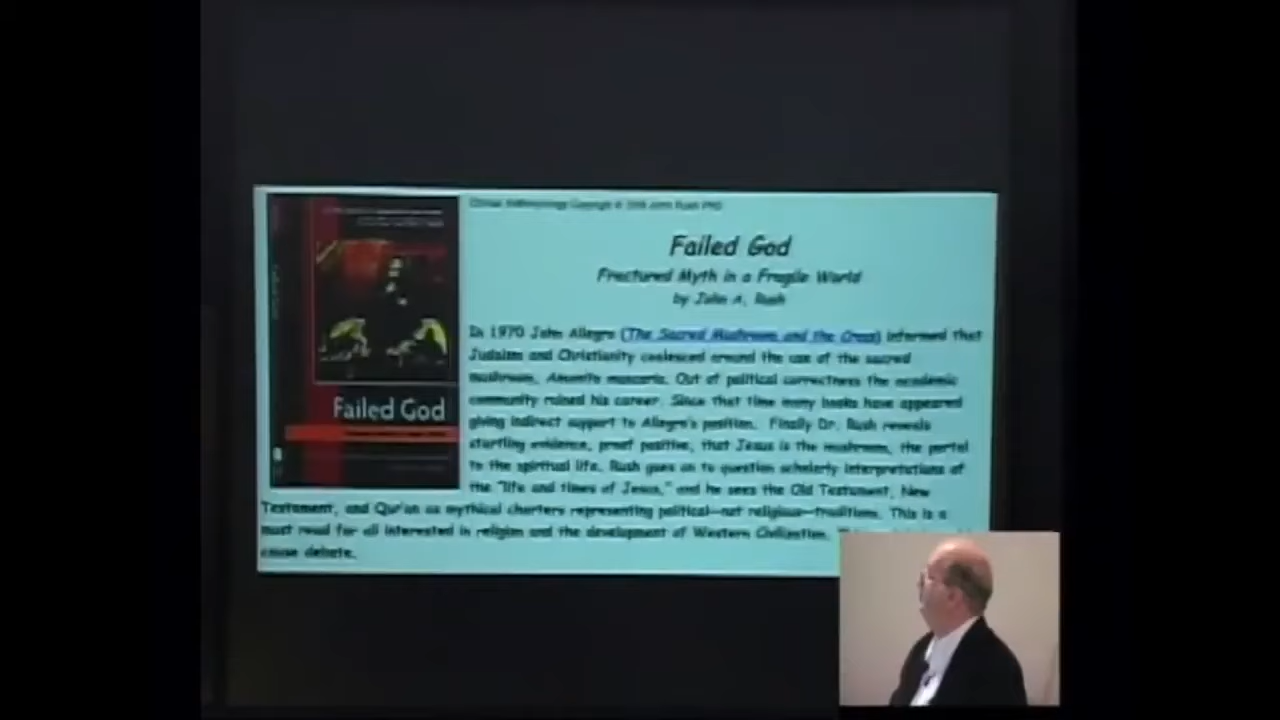 Failed God
Fractured Myth in a Fragile World
by John A. Rush
In 1970 John Allegro (The Sacred Mushroom and the Cross) informed that
Judaism and Christianity coalesced around the use of the sacred
mushroom, Amanita muscaria. Out of political correctness the academic
community ruined his career. Since that time many books have appeared
giving indirect support to Allegro's position. Finally Dr. Rush reveals
startling evidence, proof positive, that Jesus is the mushroom, the portal
to the spiritual life. Rush goes on to question scholarly interpretations of
the "life and times of Jesus," and he sees the Old Testament, New
Testament, and Qur'an as mythical charters representing political—not religious—traditions. This is a
must read for all interested in religion and the development of Western Civilization.
cause debate.
Failed God